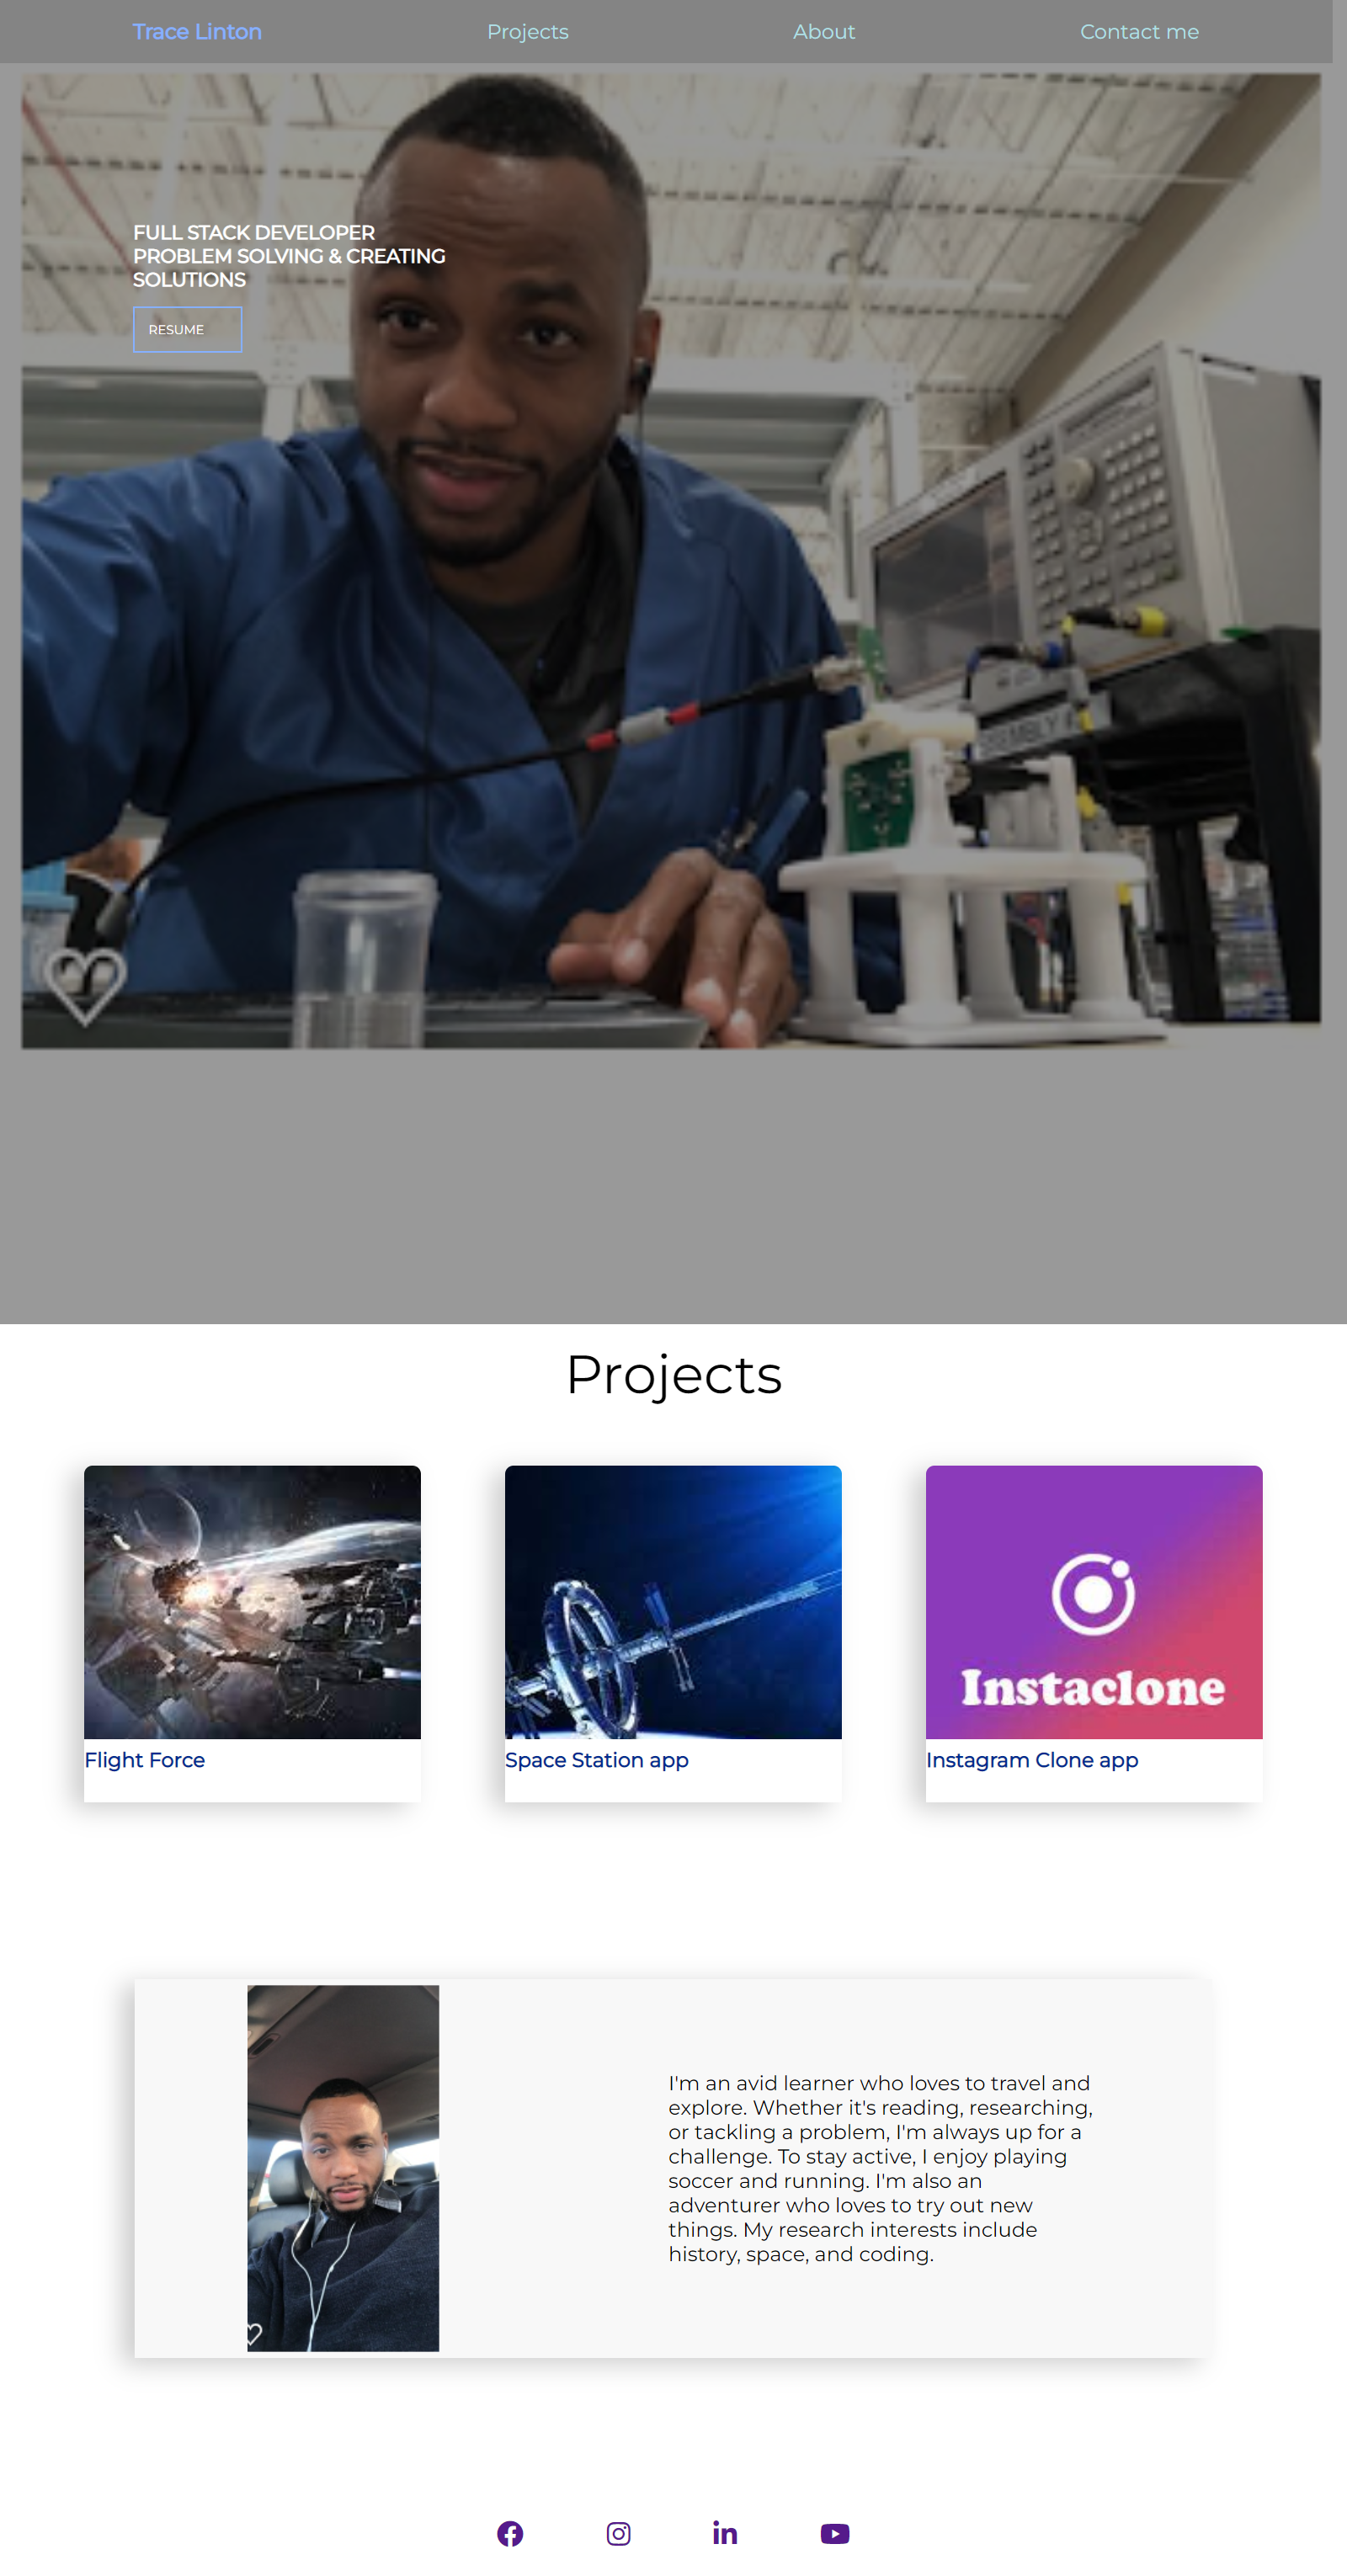 Trace Linton
Projects
About
Contact me
FULL STACK DEVELOPER
PROBLEM SOLVING & CREATING
SOLUTIONS
RESUME
Projects
Instaclone
Flight Force
Space Station app
Instagram Clone app
I'm an avid learner who loves to travel and
explore. Whether it's reading, researching,
or tackling a problem, I'm always up for a
challenge. To stay active, I enjoy playing
soccer and running. I'm also an
adventurer who loves to try out new
things. My research interests include
history, space, and coding.